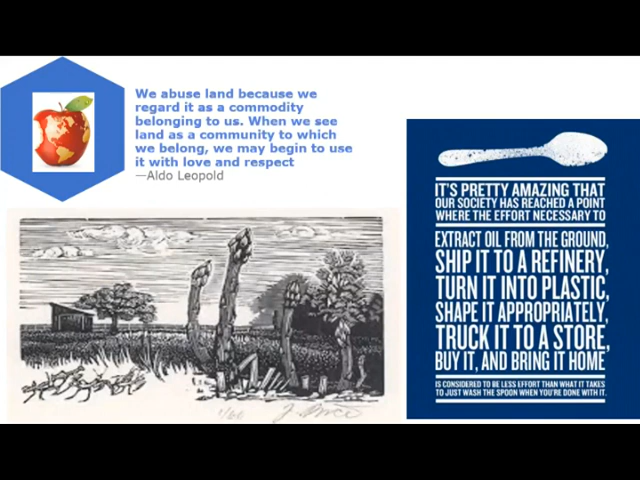 We abuse land because we
regard it as a commodity
belonging to us. When we see
land as a community to which
we belong, we may begin to use
it with love and respect
—Aldo Leopold
IT'S PRETTY AMAZING THAT
OUR SOCIETY HAS REACHED A POINT
WHERE THE EFFORT NECESSARY TO
EXTRACT OIL FROM THE GROUND,
SHIP IT TO A REFINERY,
TURN IT INTO PLASTIC,
SHAPE IT APPROPRIATELY,
TRUCK IT TO A STORE,
BUY IT, AND BRING IT HOME
IS CONSIDERED TO BE LESS EFFORT THAN WHAT IT TAKES
TO JUST WASH THE SPOON WHEN YOU'RE DONE WITH IT.